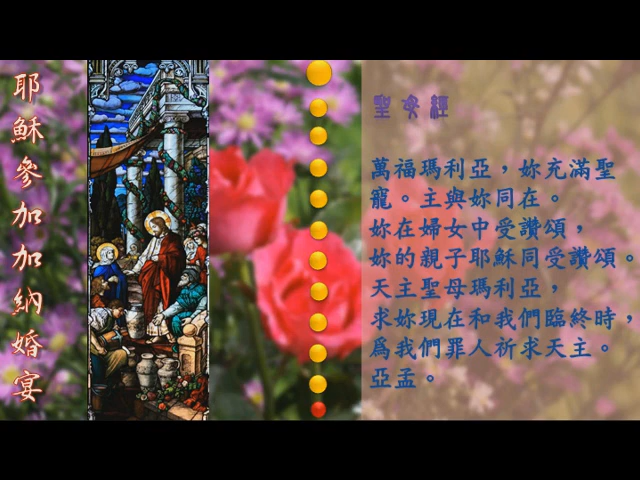 耶穌參加加納婚宴
聖母經
萬福瑪利亞，妳充滿聖
寵。主與妳同在。
妳在婦女中受讚頌，
妳的親子耶穌同受讚頌。
天主聖母瑪利亞，
求妳現在和我們臨終時，
為我們罪人祈求天主。
亞孟。